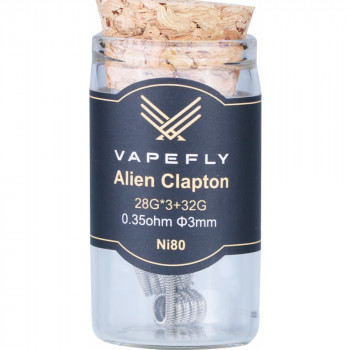 VAPEFLY
Alien Clapton
28G*3+32G
0.35ohm Φ3mm
Ni80